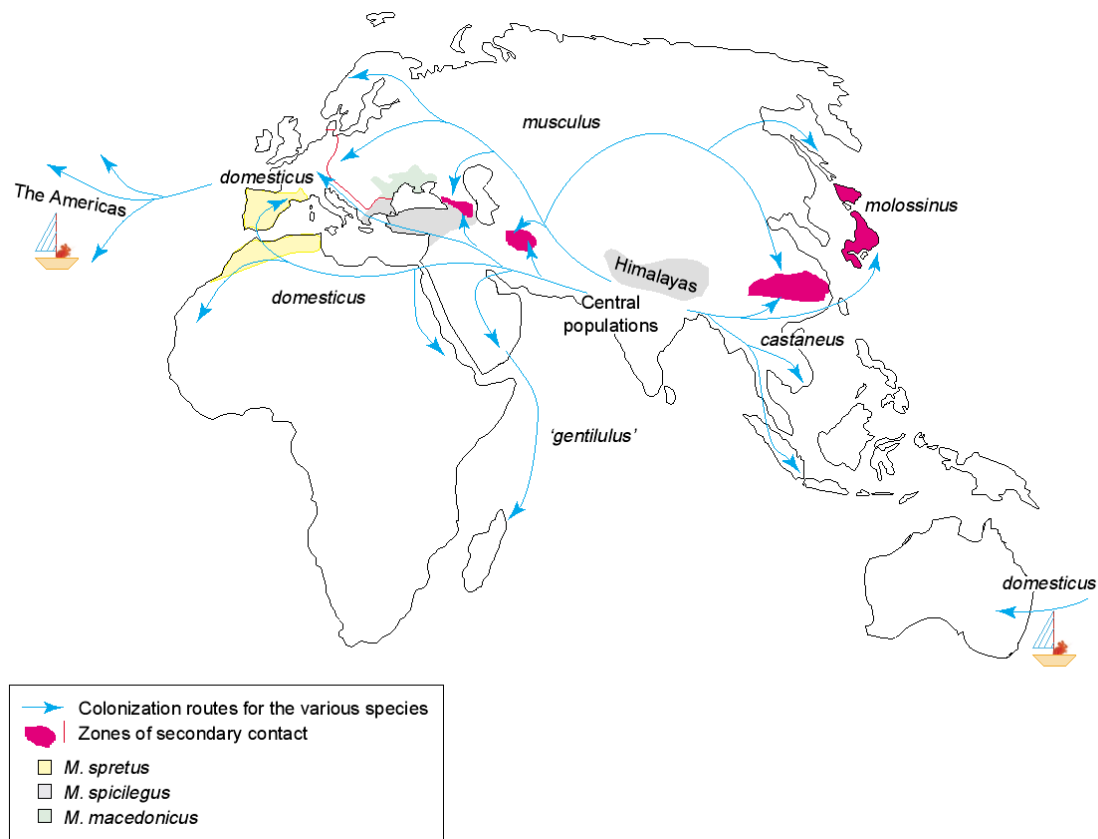 musculus
domesticus
The Americas
molossinus
Himalayas
domesticus
Central
populations
castaneus
‘gentilulus’
domesticus
Colonization routes for the various species
Zones of secondary contact
M. spretus
M. spicilegus
M. macedonicus